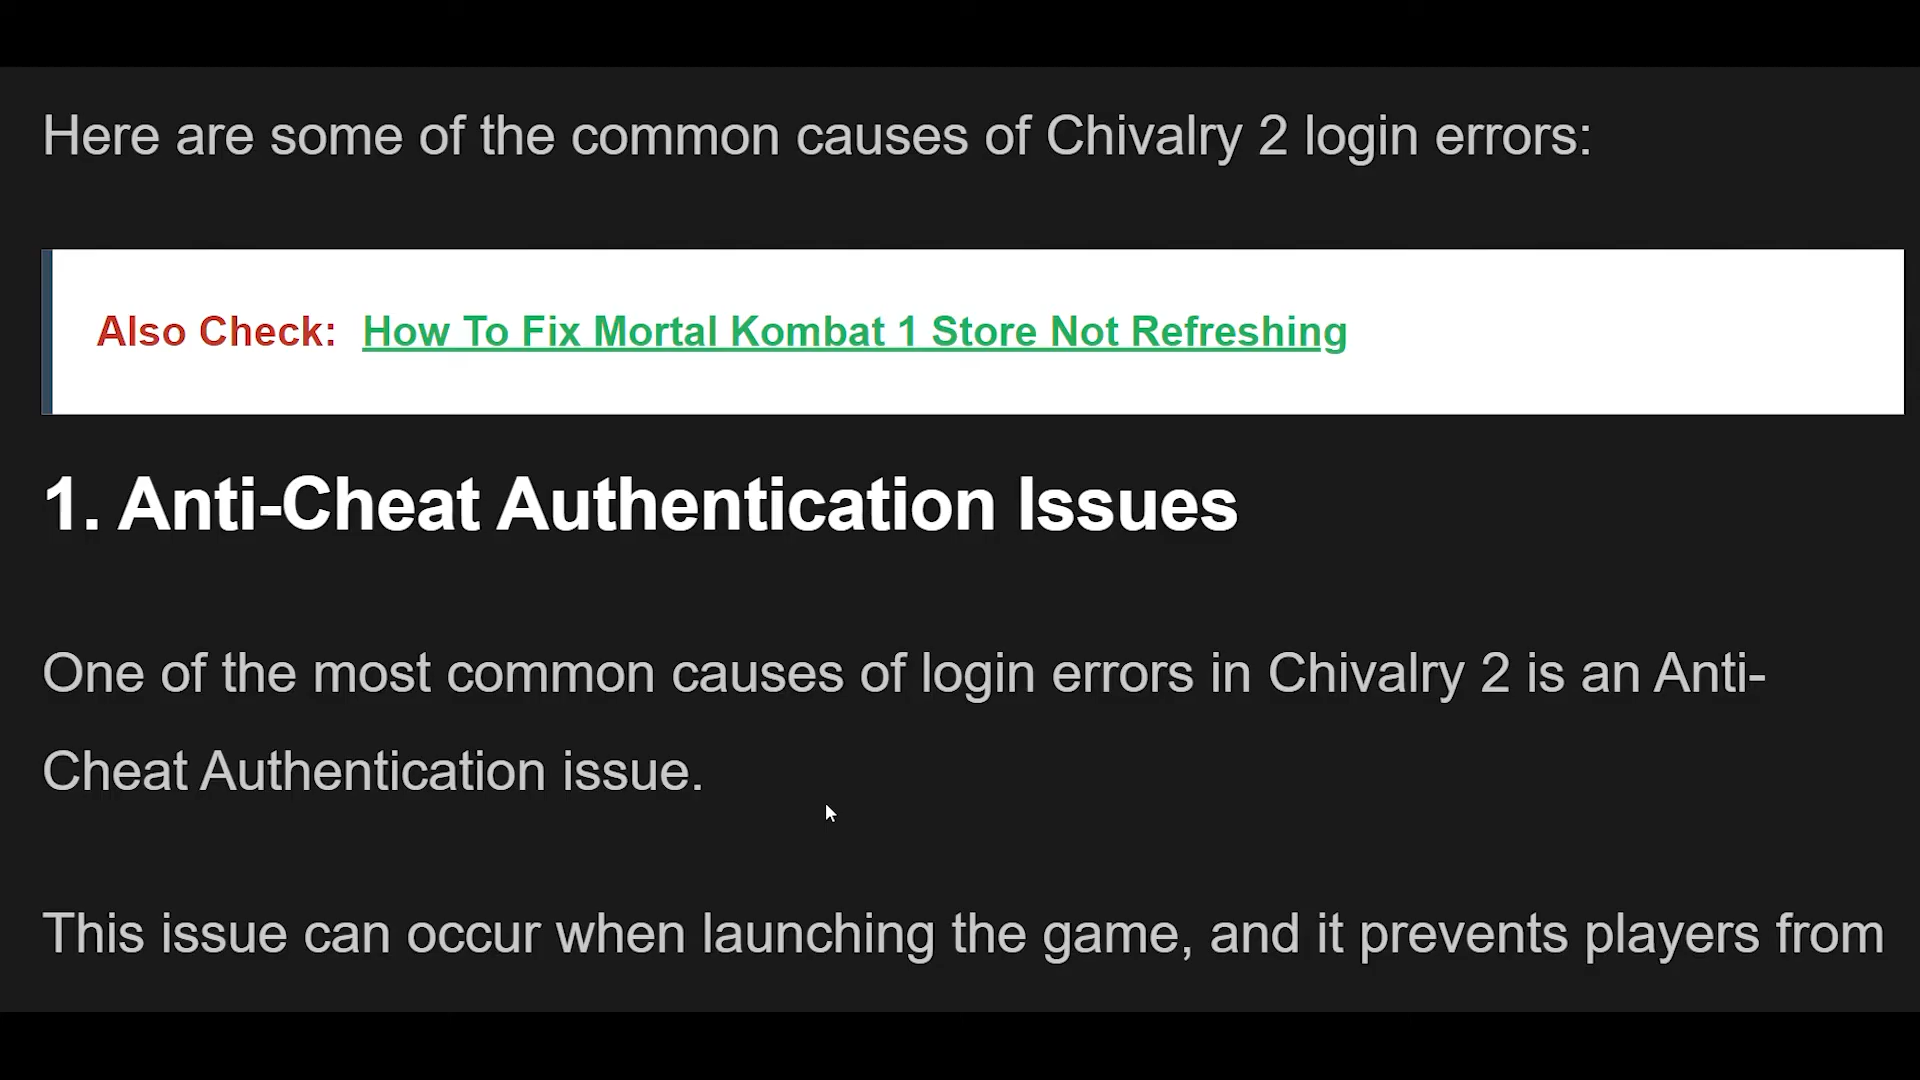 Here are some of the common causes of Chivalry 2 login errors:
Also Check: How To Fix Mortal Kombat 1 Store Not Refreshing
1. Anti-Cheat Authentication Issues
One of the most common causes of login errors in Chivalry 2 is an Anti-
Cheat Authentication issue.
This issue can occur when launching the game, and it prevents players from